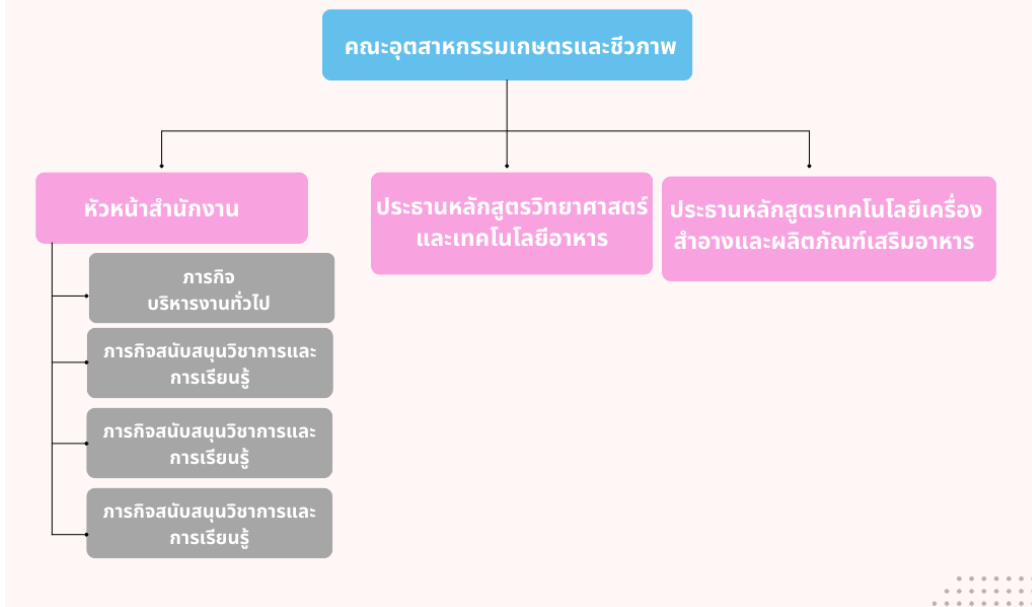 คณะอุตสาหกรรมเกษตรและชีวภาพ
หัวหน้าสำนักงาน
ประธานหลักสูตรวิทยาศาสตร์
และเทคโนโลยีอาหาร
ประธานหลักสูตรเทคโนโลยีเครื่อง
สำอางและผลิตภัณฑ์เสริมอาหาร
ภารกิจ
บริหารงานทั่วไป
ภารกิจสนับสนุนวิชาการและ
การเรียนรู้
ภารกิจสนับสนุนวิชาการและ
การเรียนรู้
ภารกิจสนับสนุนวิชาการและ
การเรียนรู้